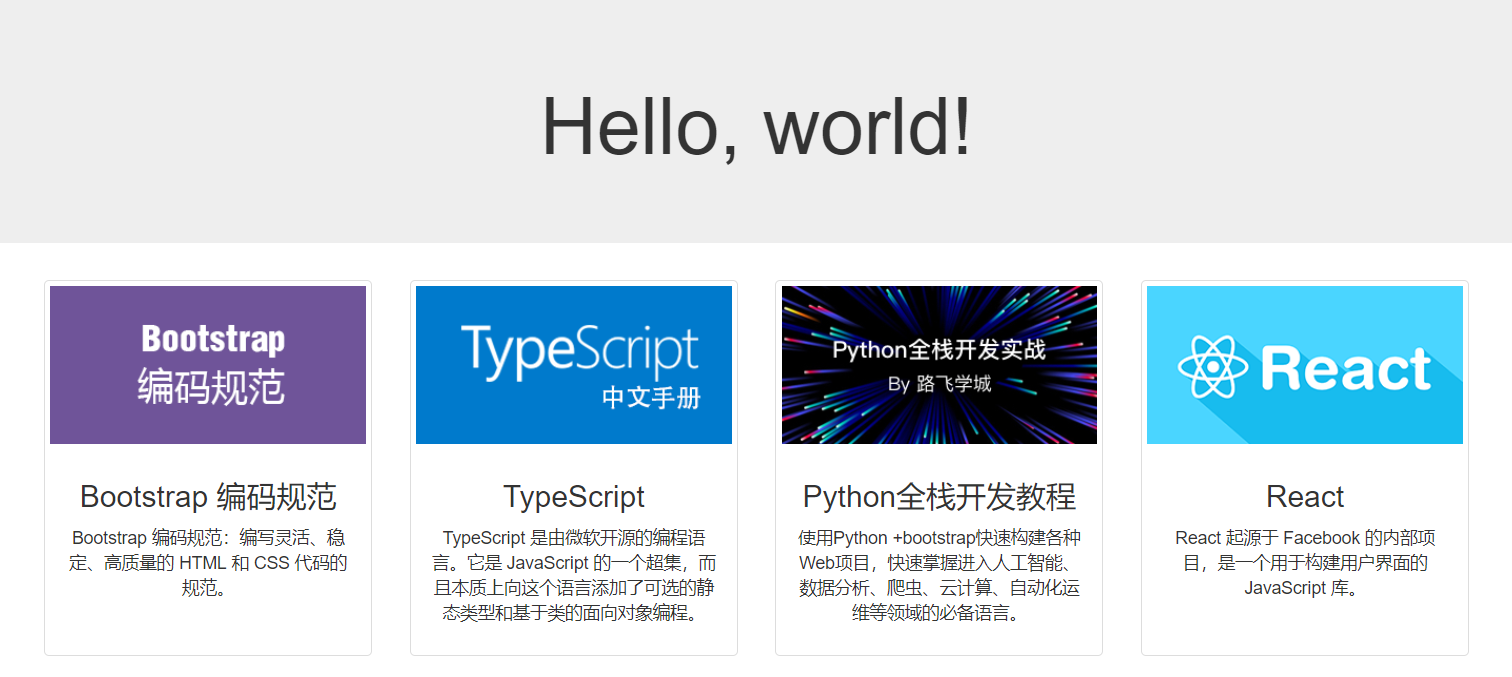 Hello, world!
Bootstrap
编码规范
TypeScript
中文手册
Python全栈开发实战
By 路飞学城
React
Bootstrap 编码规范
Bootstrap 编码规范：编写灵活、稳
定、高质量的 HTML 和 CSS 代码的
规范。
TypeScript
TypeScript 是由微软开源的编程语
言。它是 JavaScript 的一个超集，而
且本质上向这个语言添加了可选的静
态类型和基于类的面向对象编程。
Python全栈开发教程
使用Python +bootstrap快速构建各种
Web项目，快速掌握进入人工智能、
数据分析、爬虫、云计算、自动化运
维等领域的必备语言。
React
React 起源于 Facebook 的内部项
目，是一个用于构建用户界面的
JavaScript 库。